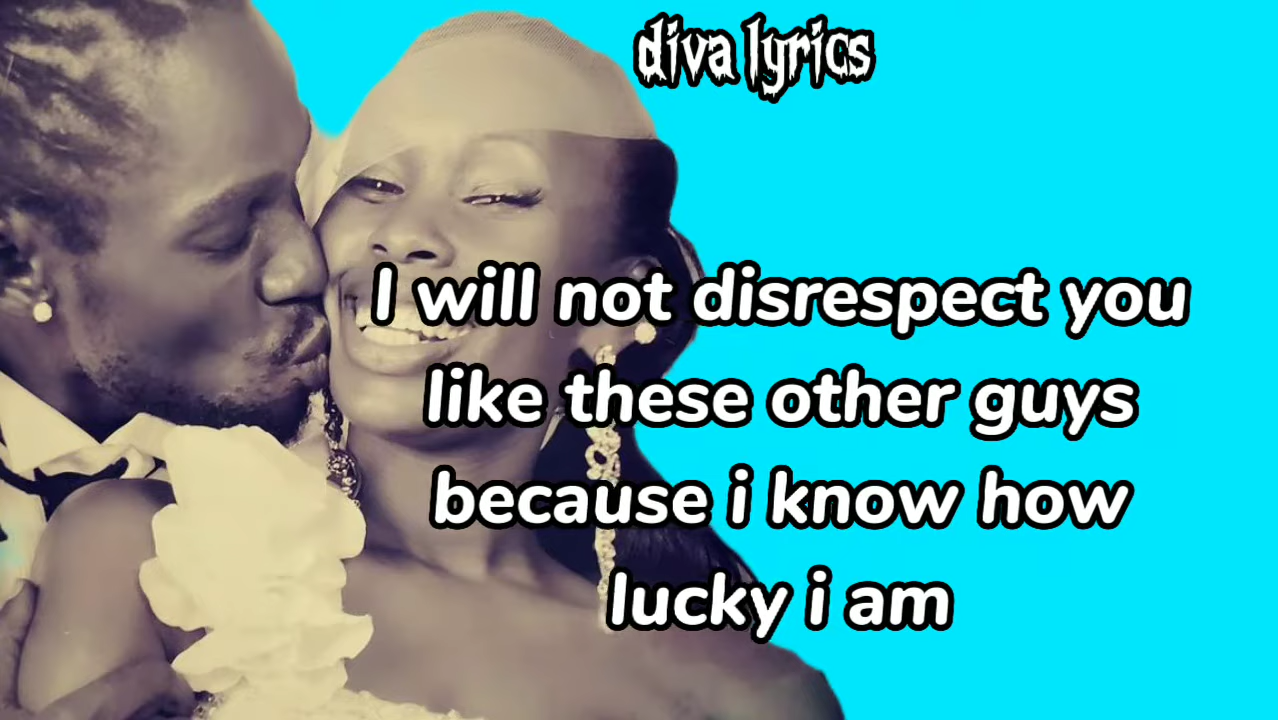 diva lyrics
I will not disrespect you
like these other guys
because i know how
lucky i am